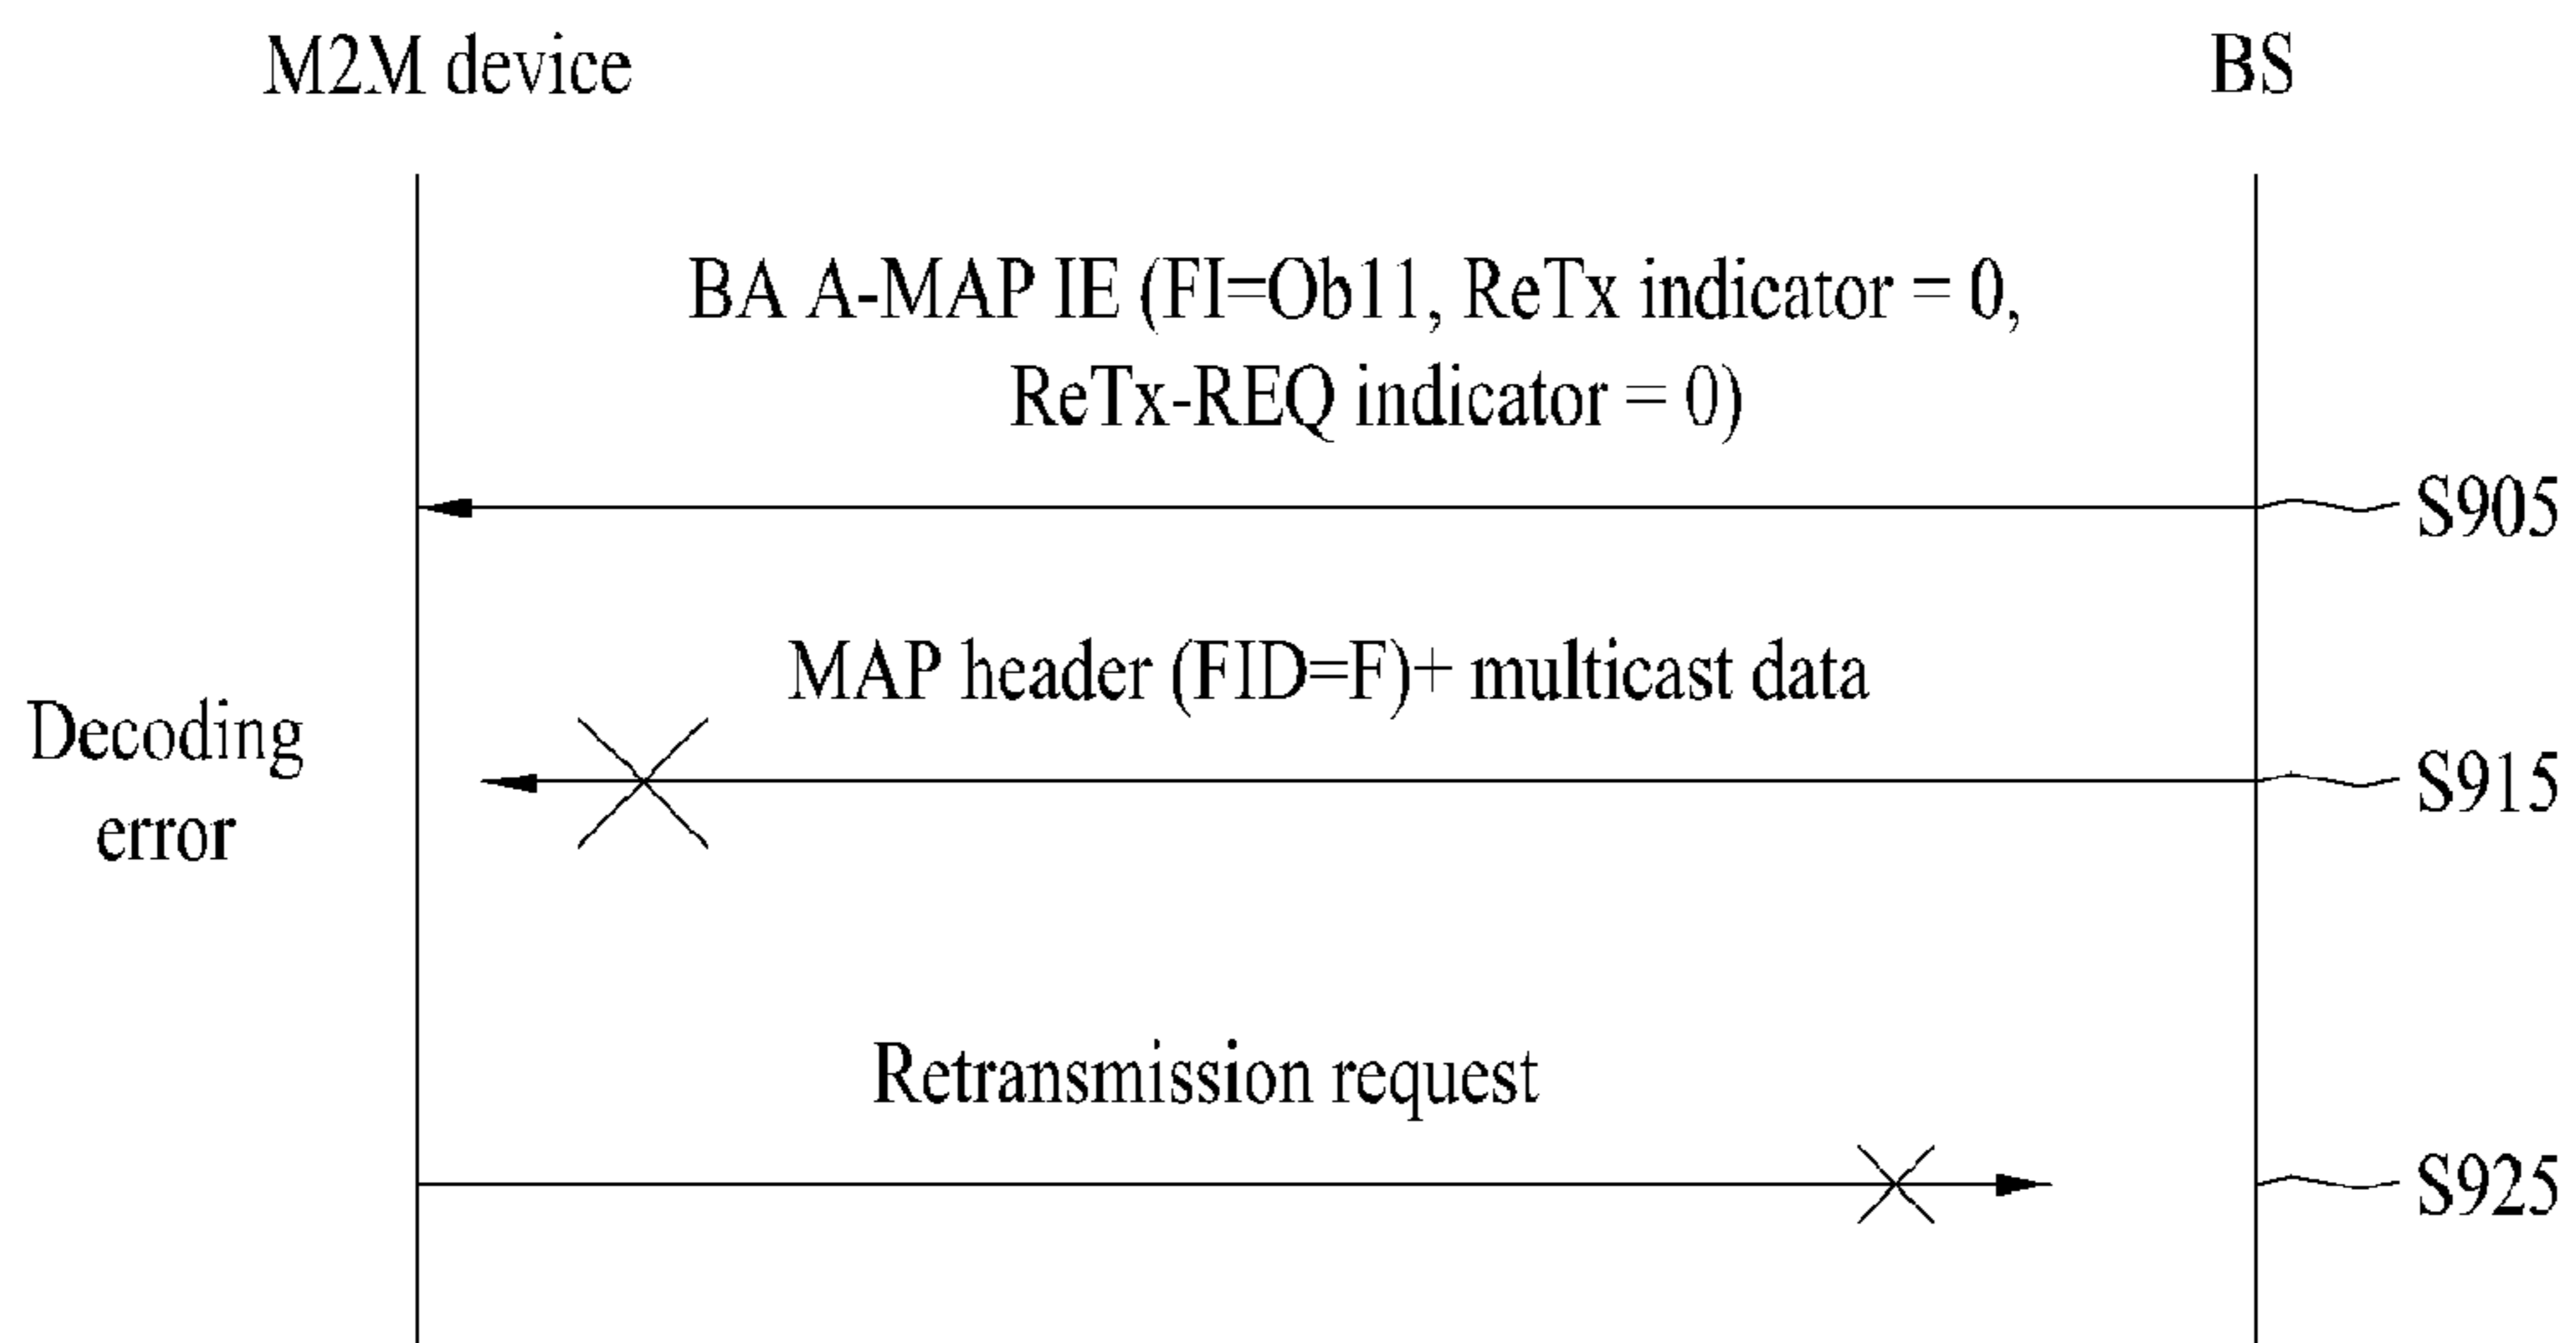 M2M device
BS
BA A-MAP IE (FI=Ob11, ReTx indicator = 0,
ReTx-REQ indicator = 0)
S905
MAP header (FID=F)+ multicast data
Decoding
error
S915
Retransmission request
S925